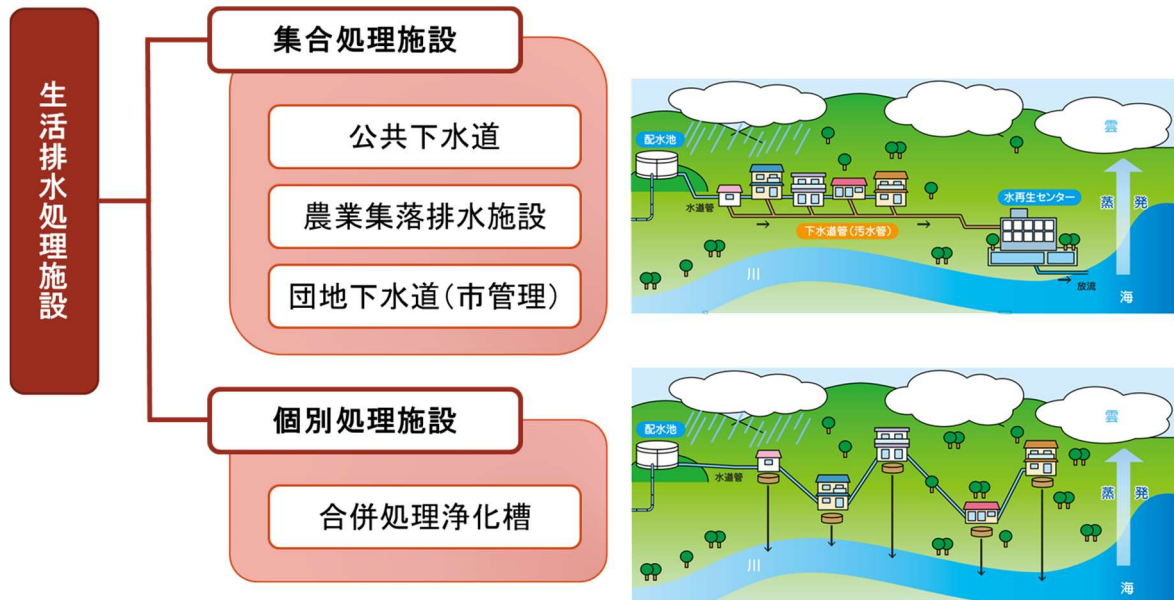 生活排水処理施設
集合処理施設
公共下水道
農業集落排水施設
団地下水道(市管理)
配水池
雲
水道管
水再生センター
蒸発
下水道管(汚水管)
川
放流
海
個別処理施設
合併処理浄化槽
配水池
雲
水道管
蒸発
川
海